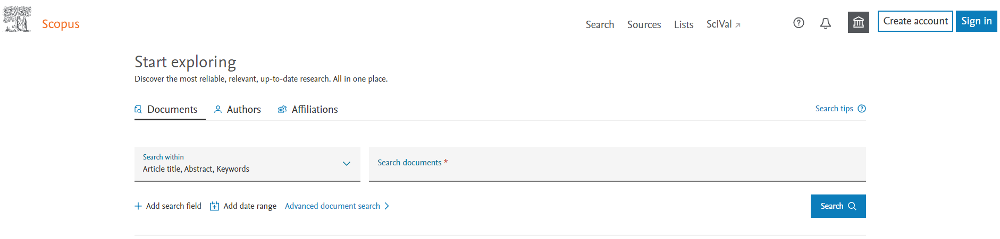 Scopus
Search Sources Lists SciVal
Create account Sign in
Start exploring
Discover the most reliable, relevant, up-to-date research. All in one place.
Documents Authors Affiliations Search tips
Search within
Article title, Abstract, Keywords
Search documents *
Add search field Add date range Advanced document search Search